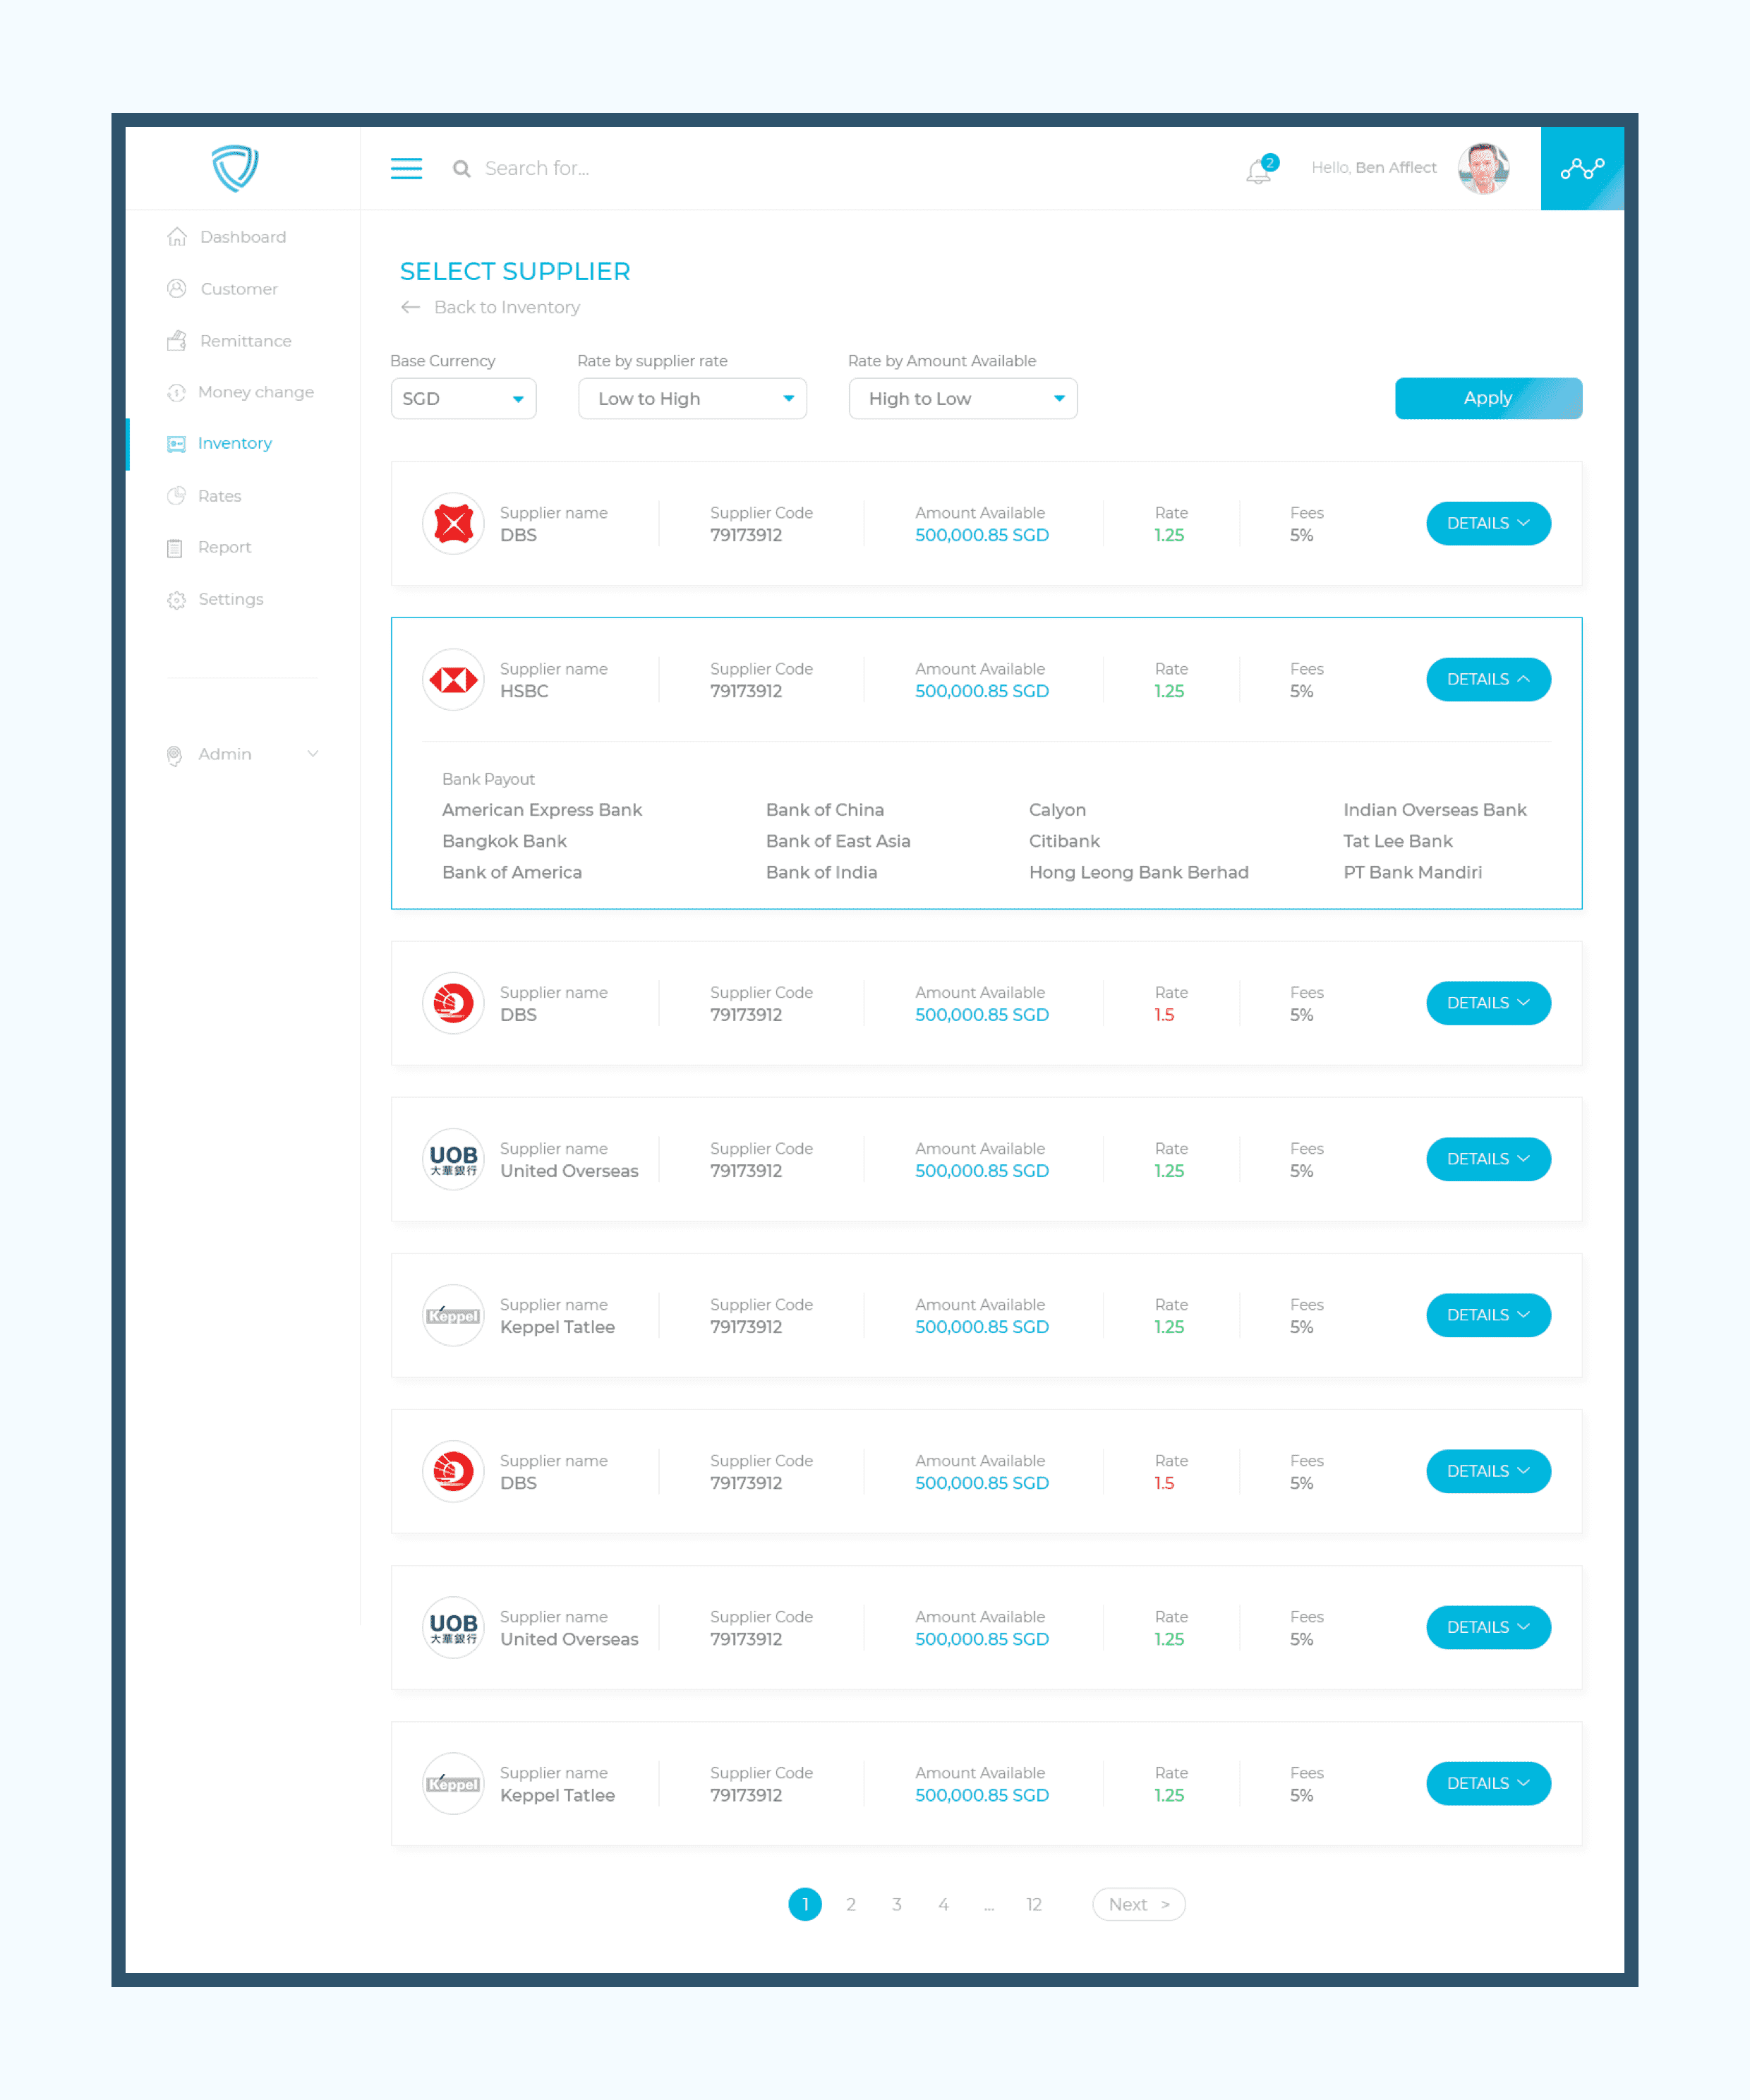 Search for...
2
Hello, Ben Afflect
Dashboard
Customer
Remittance
Money change
Inventory
Rates
Report
Settings
Admin
SELECT SUPPLIER
Back to Inventory
Base Currency Rate by supplier rate Rate by Amount Available
SGD Low to High High to Low Apply
Supplier name Supplier Code Amount Available Rate Fees
DBS 79173912 500,000.85 SGD 1.25 5%
DETAILS
Supplier name Supplier Code Amount Available Rate Fees
HSBC 79173912 500,000.85 SGD 1.25 5%
DETAILS
Bank Payout
American Express Bank Bank of China Calyon Indian Overseas Bank
Bangkok Bank Bank of East Asia Citibank Tat Lee Bank
Bank of America Bank of India Hong Leong Bank Berhad PT Bank Mandiri
Supplier name Supplier Code Amount Available Rate Fees
DBS 79173912 500,000.85 SGD 1.5 5%
DETAILS
UOB
大華銀行
Supplier name Supplier Code Amount Available Rate Fees
United Overseas 79173912 500,000.85 SGD 1.25 5%
DETAILS
Keppel
Supplier name Supplier Code Amount Available Rate Fees
Keppel Tatlee 79173912 500,000.85 SGD 1.25 5%
DETAILS
Supplier name Supplier Code Amount Available Rate Fees
DBS 79173912 500,000.85 SGD 1.5 5%
DETAILS
UOB
大華銀行
Supplier name Supplier Code Amount Available Rate Fees
United Overseas 79173912 500,000.85 SGD 1.25 5%
DETAILS
Keppel
Supplier name Supplier Code Amount Available Rate Fees
Keppel Tatlee 79173912 500,000.85 SGD 1.25 5%
DETAILS
1 2 3 4 ... 12 Next >